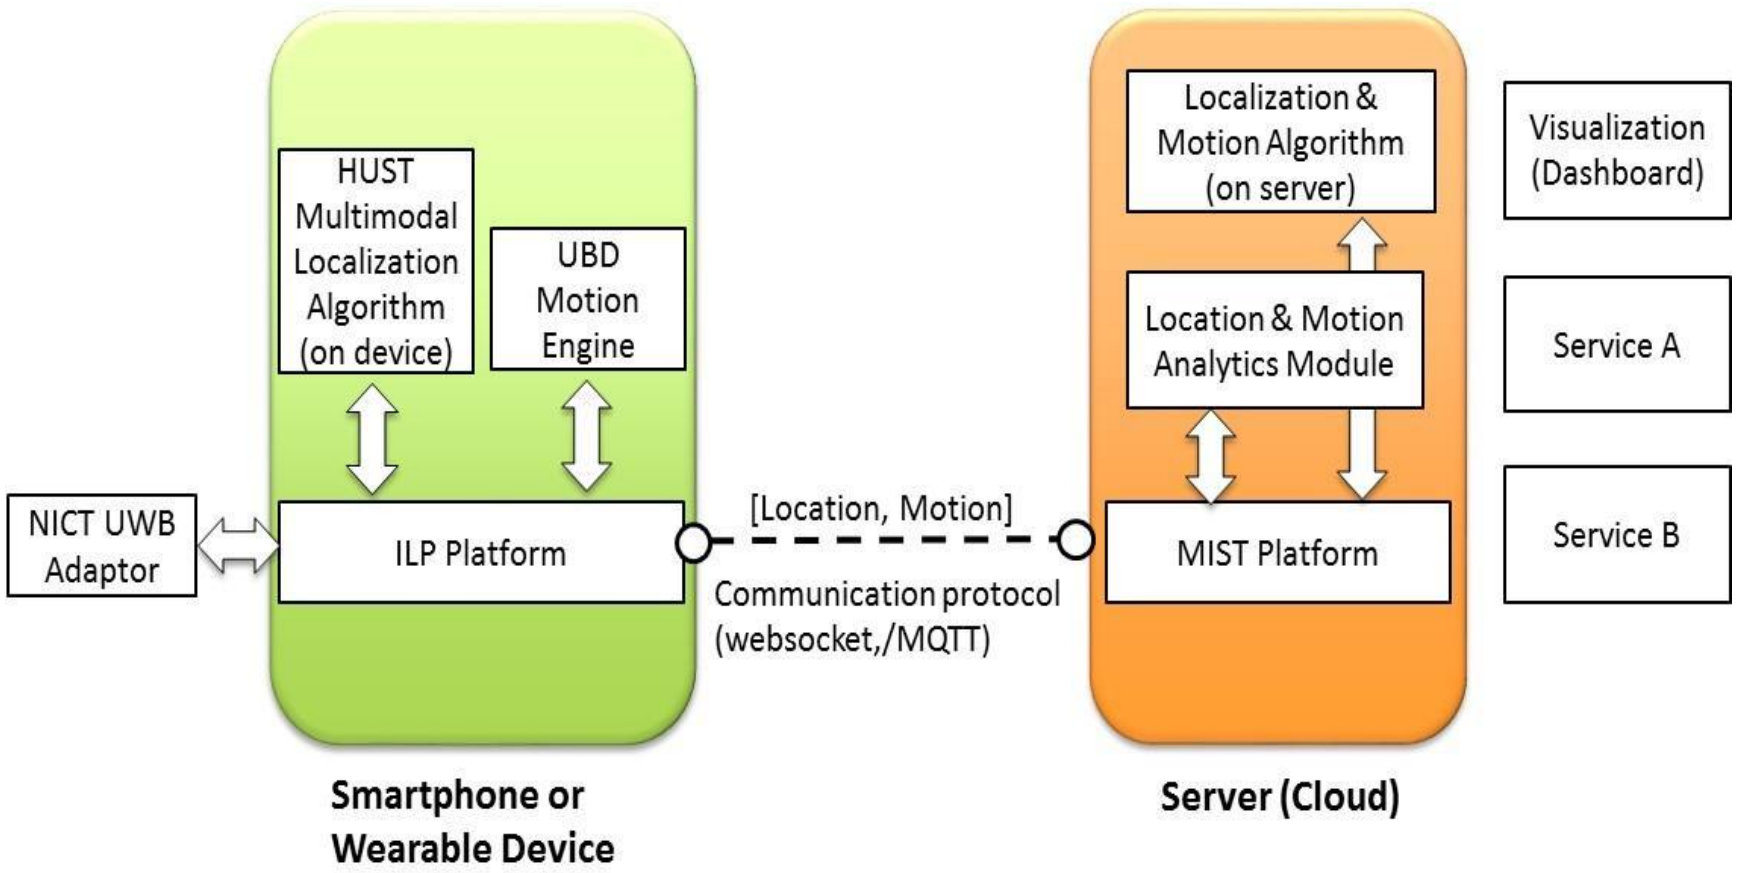 HUST
Multimodal
Localization
Algorithm
(on device)
UBD
Motion
Engine
NICT UWB
Adaptor
ILP Platform
[Location, Motion]
Communication protocol
(websocket,/MQTT)
Localization &
Motion Algorithm
(on server)
Location & Motion
Analytics Module
MIST Platform
Visualization
(Dashboard)
Service A
Service B
Smartphone or
Wearable Device
Server (Cloud)